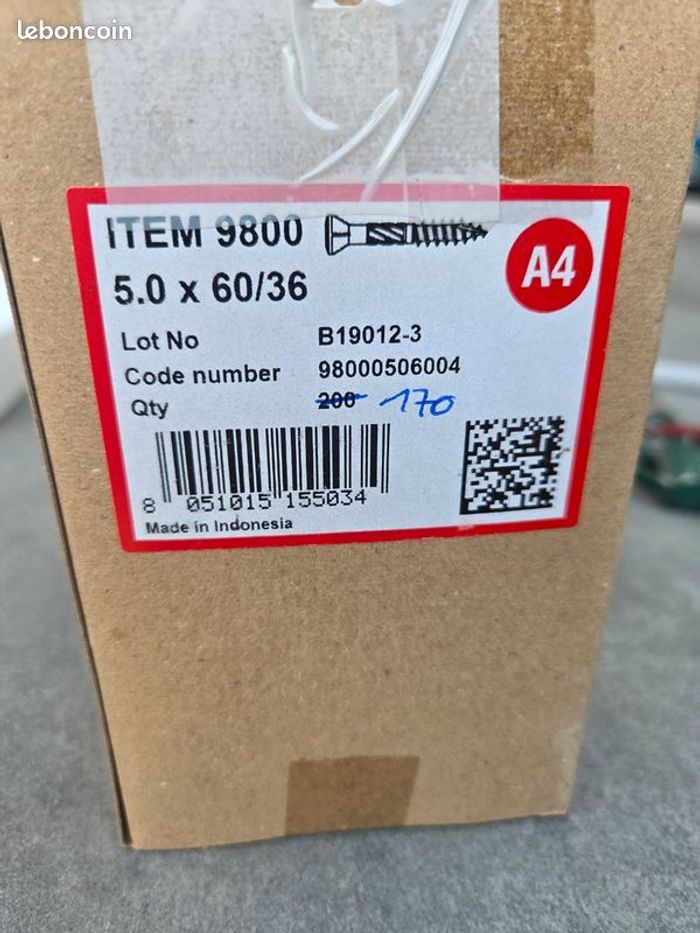 leboncoin
ITEM 9800
5.0 x 60/36
A4
Lot No B19012-3
Code number 98000506004
Qty 200 170
8 051015 155034
Made in Indonesia